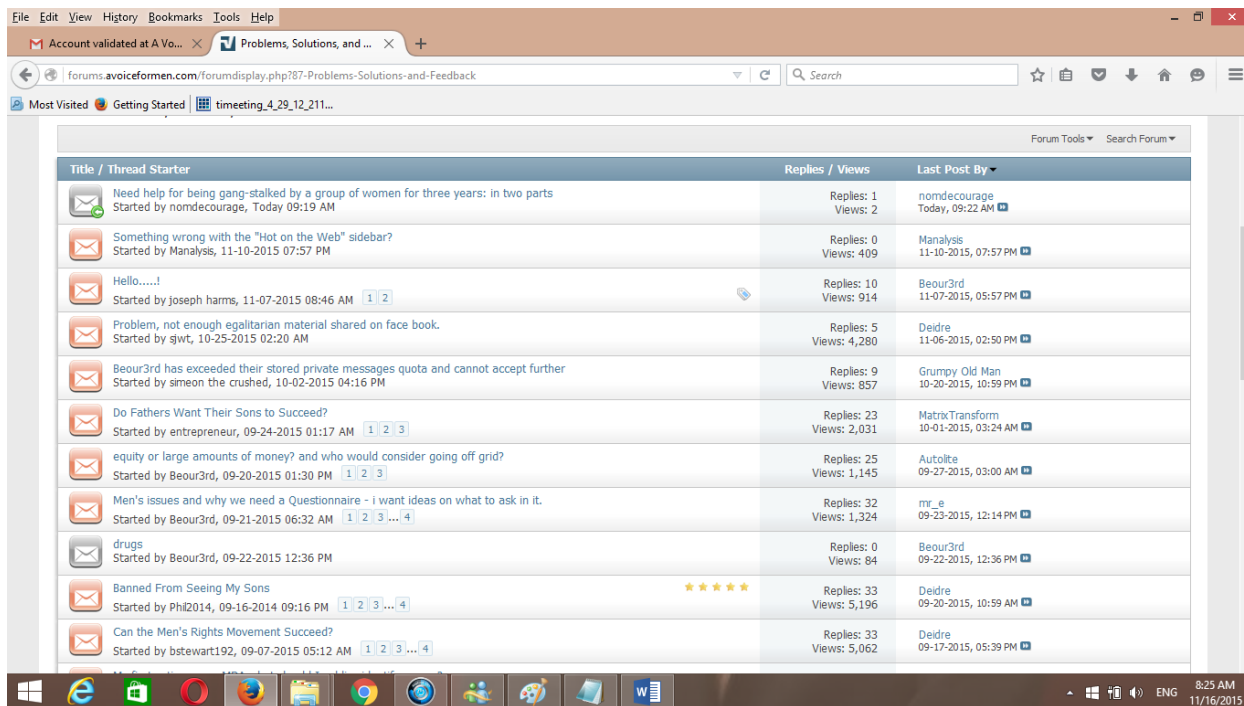 File Edit View History Bookmarks Tools Help
Account validated at A Vo... Problems, Solutions, and ...
forums.avoiceformen.com/forumdisplay.php?87-Problems-Solutions-and-Feedback Search
Most Visited Getting Started timeeting_4_29_12_211...
Forum Tools Search Forum
Title / Thread Starter Replies / Views Last Post By
Need help for being gang-stalked by a group of women for three years: in two parts
Started by nomdecourage, Today 09:19 AM
Replies: 1
Views: 2
nomdecourage
Today, 09:22 AM
Something wrong with the "Hot on the Web" sidebar?
Started by Manalysis, 11-10-2015 07:57 PM
Replies: 0
Views: 409
Manalysis
11-10-2015, 07:57 PM
Hello.....!
Started by joseph harms, 11-07-2015 08:46 AM 1 2
Replies: 10
Views: 914
Beour3rd
11-07-2015, 05:57 PM
Problem, not enough egalitarian material shared on face book.
Started by sjwt, 10-25-2015 02:20 AM
Replies: 5
Views: 4,280
Deidre
11-06-2015, 02:50 PM
Beour3rd has exceeded their stored private messages quota and cannot accept further
Started by simeon the crushed, 10-02-2015 04:16 PM
Replies: 9
Views: 857
Grumpy Old Man
10-20-2015, 10:59 PM
Do Fathers Want Their Sons to Succeed?
Started by entrepreneur, 09-24-2015 01:17 AM 1 2 3
Replies: 23
Views: 2,031
MatrixTransform
10-01-2015, 03:24 AM
equity or large amounts of money? and who would consider going off grid?
Started by Beour3rd, 09-20-2015 01:30 PM 1 2 3
Replies: 25
Views: 1,145
Autolite
09-27-2015, 03:00 AM
Men's issues and why we need a Questionnaire - i want ideas on what to ask in it.
Started by Beour3rd, 09-21-2015 06:32 AM 1 2 3 ... 4
Replies: 32
Views: 1,324
mr_e
09-23-2015, 12:14 PM
drugs
Started by Beour3rd, 09-22-2015 12:36 PM
Replies: 0
Views: 84
Beour3rd
09-22-2015, 12:36 PM
Banned From Seeing My Sons
Started by Phil2014, 09-16-2014 09:16 PM 1 2 3 ... 4
Replies: 33
Views: 5,196
Deidre
09-20-2015, 10:59 AM
Can the Men's Rights Movement Succeed?
Started by bstewart192, 09-07-2015 05:12 AM 1 2 3 ... 4
Replies: 33
Views: 5,062
Deidre
09-17-2015, 05:39 PM
ENG 8:25 AM
11/16/2015